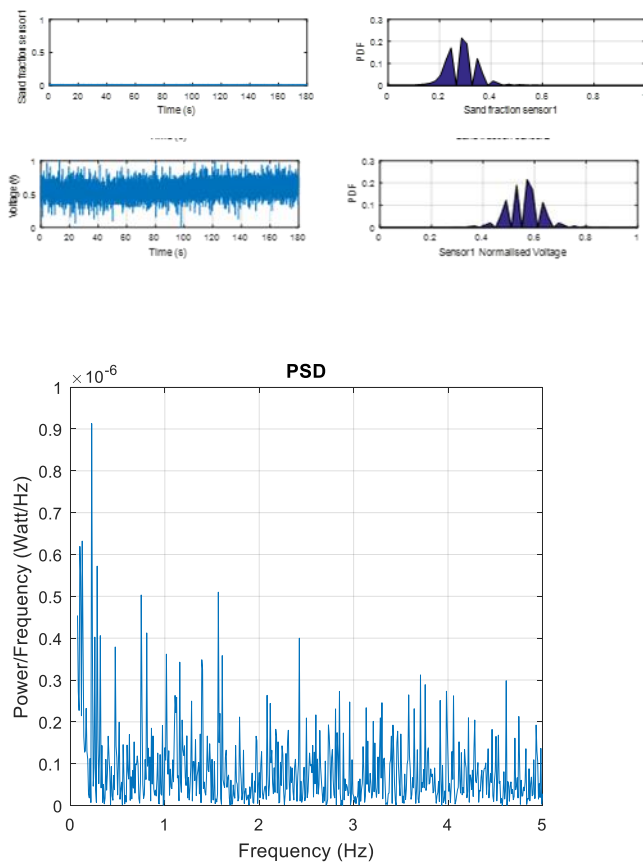 Sand fraction sensor1
1
0.5
0
0 20 40 60 80 100 120 140 160 180
Time (s)
PDF
0.3
0.2
0.1
0
0 0.2 0.4 0.6 0.8 1
Sand fraction sensor1
Time (s)
Voltage(V)
1
0.5
0
0 20 40 60 80 100 120 140 160 180
Time (s)
PDF
0.3
0.2
0.1
0
0 0.2 0.4 0.6 0.8 1
Sensor1 Normalised Voltage
PSD
×10-6
Power/Frequency (Watt/Hz)
1
0.9
0.8
0.7
0.6
0.5
0.4
0.3
0.2
0.1
0
0 1 2 3 4 5
Frequency (Hz)